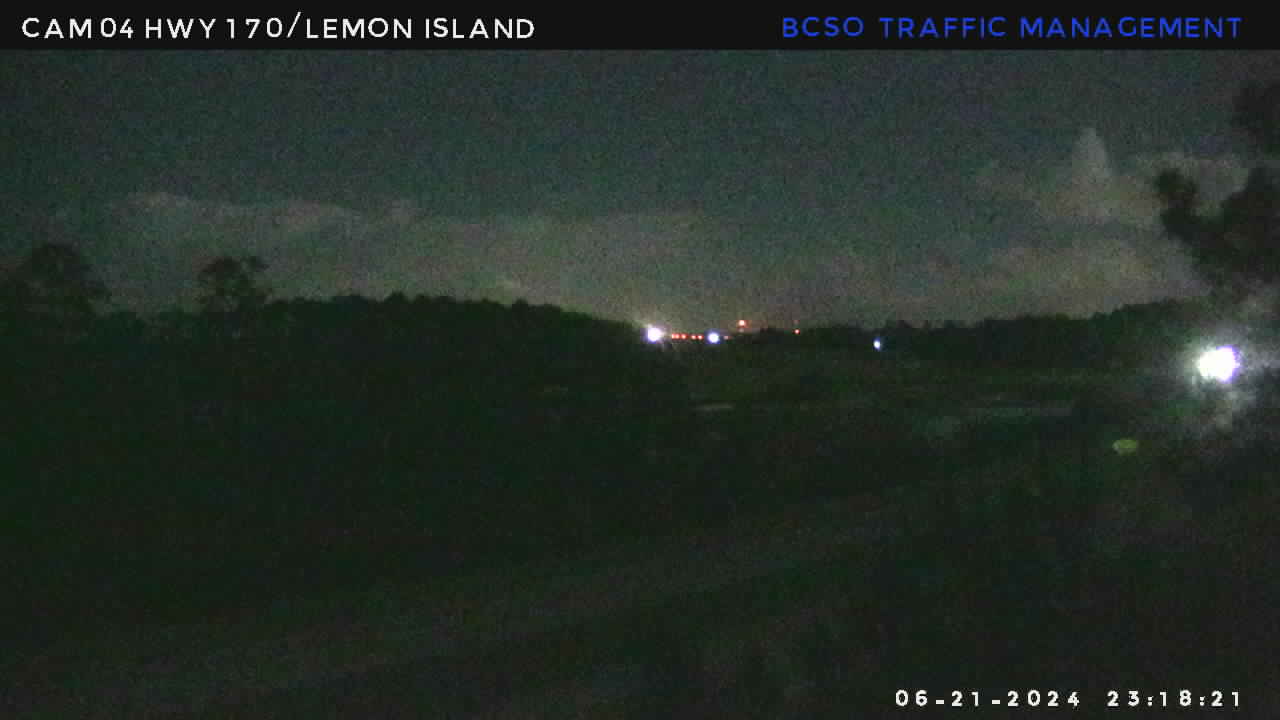 CAM04 HWY 170/LEMON ISLAND
BCSO TRAFFIC MANAGEMENT
06-21-2024 23:18:21